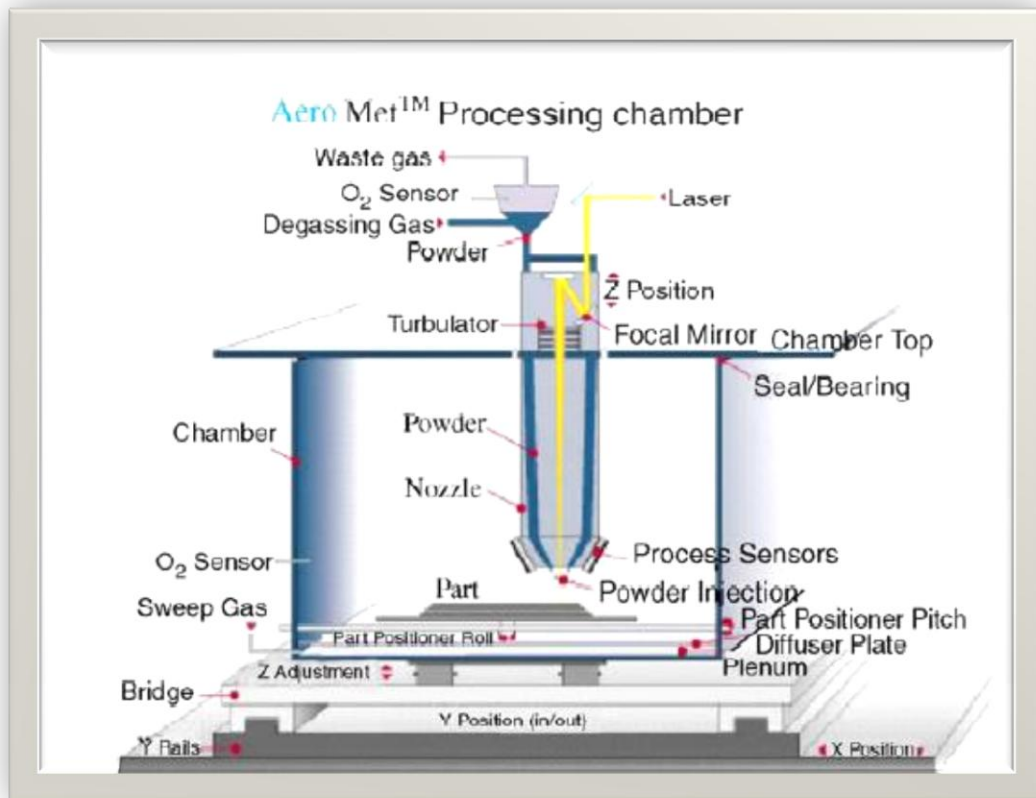 Aero Met™ Processing chamber
Waste gas
O2 Sensor
Laser
Degassing Gas
Powder
Z Position
Turbulator
Focal Mirror
Chamber Top
Seal/Bearing
Chamber
Powder
Nozzle
O2 Sensor
Process Sensors
Part
Powder Injection
Sweep Gas
Part Positioner Pitch
Part Positioner Roll
Diffuser Plate
Z Adjustment
Plenum
Bridge
Y Position (in/out)
Y Rails
X Position